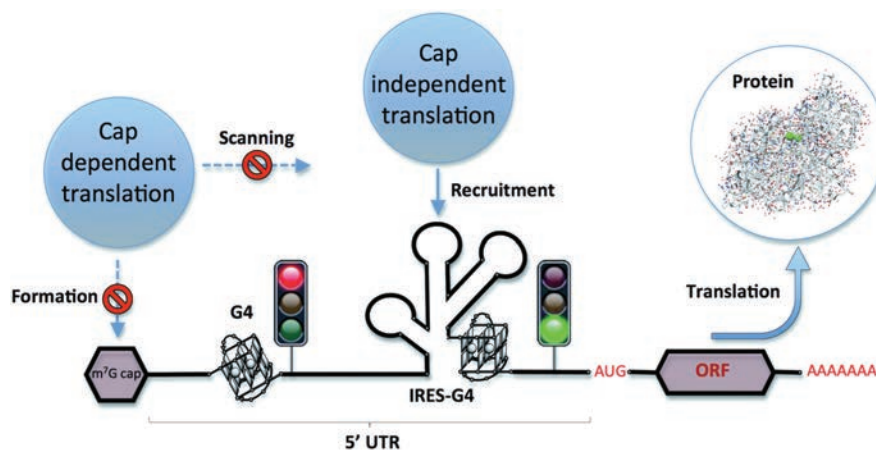 Cap
independent
translation
Protein
Cap
dependent
translation
Scanning
Recruitment
Formation
G4
Translation
m⁷G cap
IRES-G4
AUG
ORF
AAAAAAA
5’ UTR